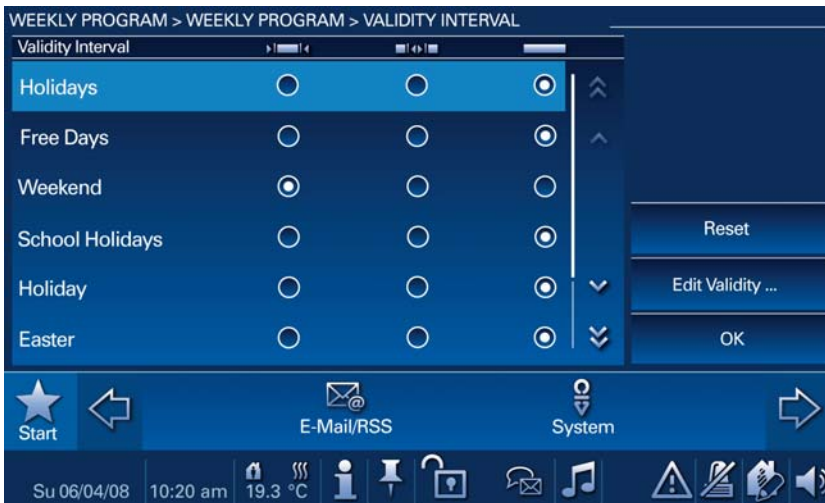 WEEKLY PROGRAM > WEEKLY PROGRAM > VALIDITY INTERVAL
Validity Interval
Holidays
Free Days
Weekend
School Holidays
Holiday
Easter
Reset
Edit Validity ...
OK
Start
E-Mail/RSS
System
Su 06/04/08
10:20 am
19.3 °C